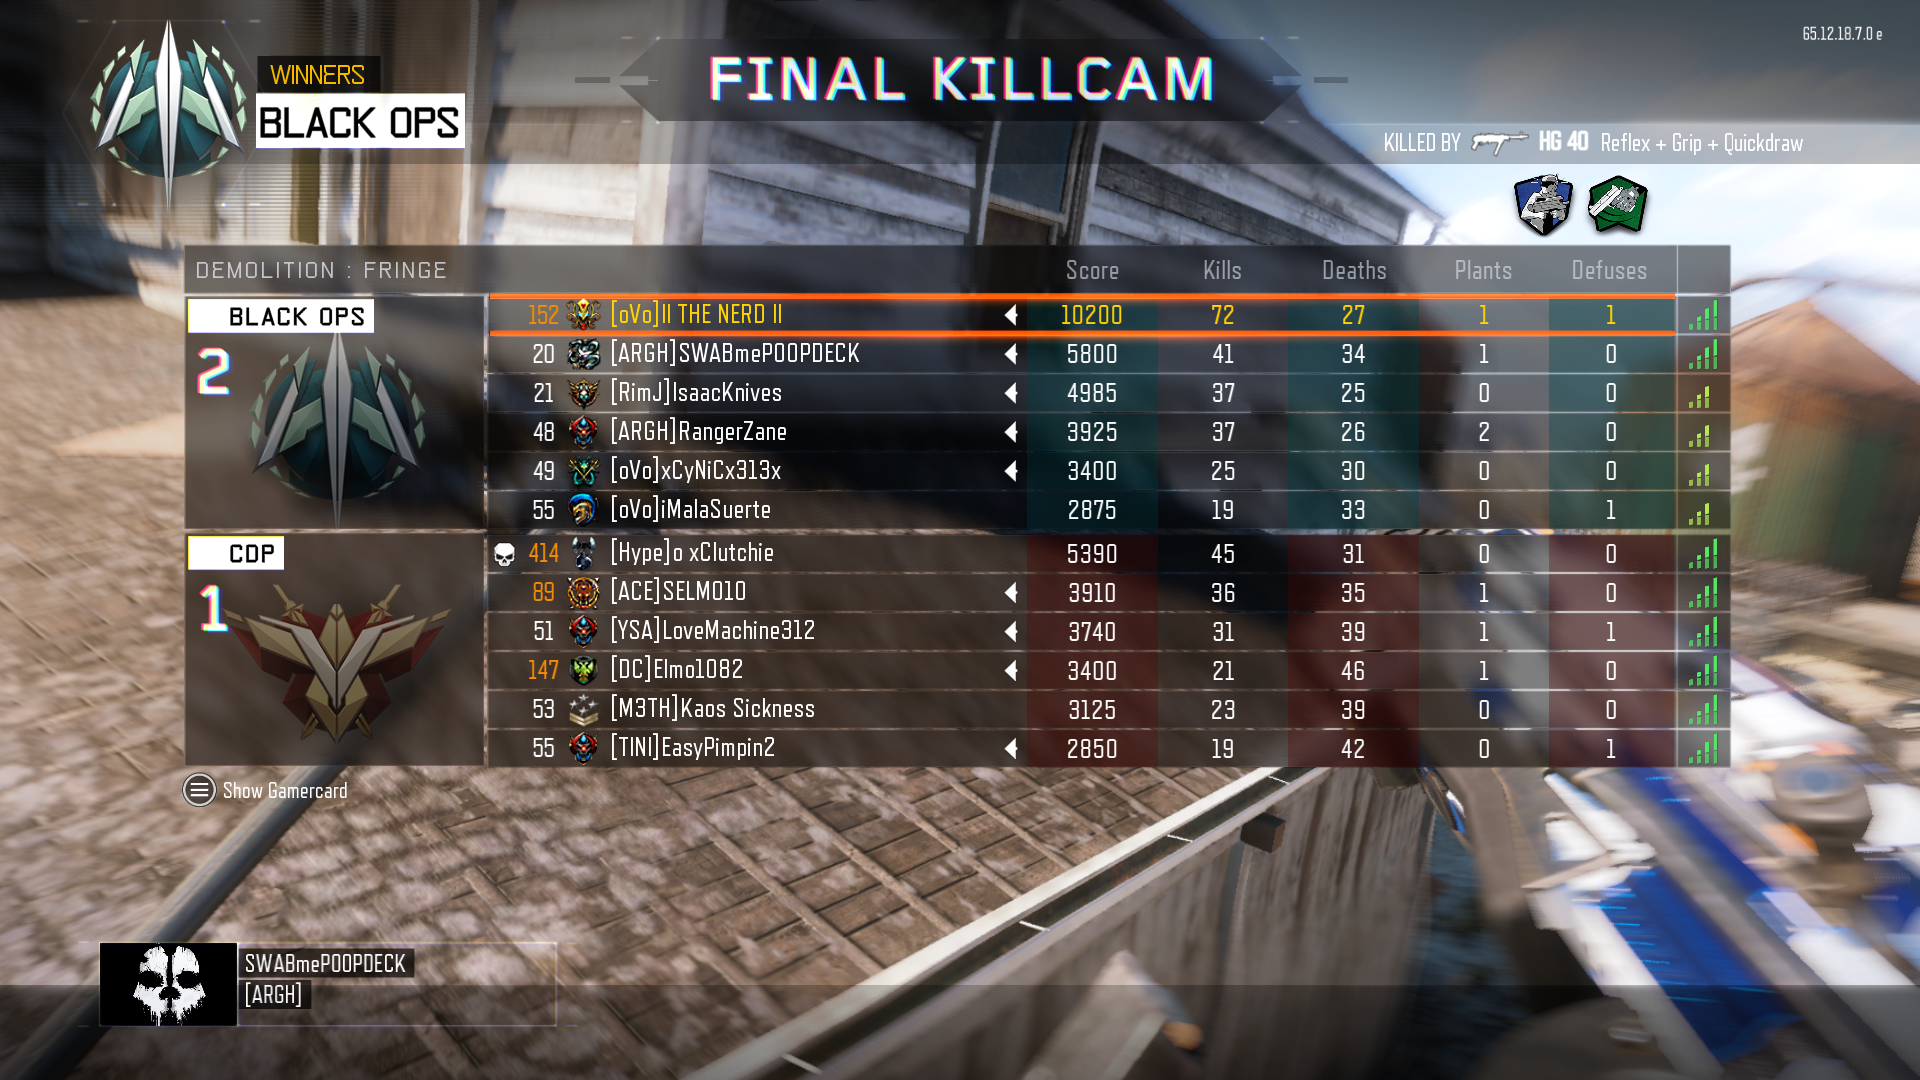 65.12.18.7.0 e
WINNERS
BLACK OPS
FINAL KILLCAM
KILLED BY HG 40 Reflex + Grip + Quickdraw
DEMOLITION : FRINGE Score Kills Deaths Plants Defuses
BLACK OPS
2
152 [oVo]II THE NERD II 10200 72 27 1 1
20 [ARGH]SWABmePOOPDECK 5800 41 34 1 0
21 [RimJ]IsaacKnives 4985 37 25 0 0
48 [ARGH]RangerZane 3925 37 26 2 0
49 [oVo]xCyNiCx313x 3400 25 30 0 0
55 [oVo]iMalaSuerte 2875 19 33 0 1
CDP
1
414 [Hype]o xClutchie 5390 45 31 0 0
89 [ACE]SELMO10 3910 36 35 1 0
51 [YSA]LoveMachine312 3740 31 39 1 1
147 [DC]Elmo1082 3400 21 46 1 0
53 [M3TH]Kaos Sickness 3125 23 39 0 0
55 [TINI]EasyPimpin2 2850 19 42 0 1
Show Gamercard
SWABmePOOPDECK
[ARGH]